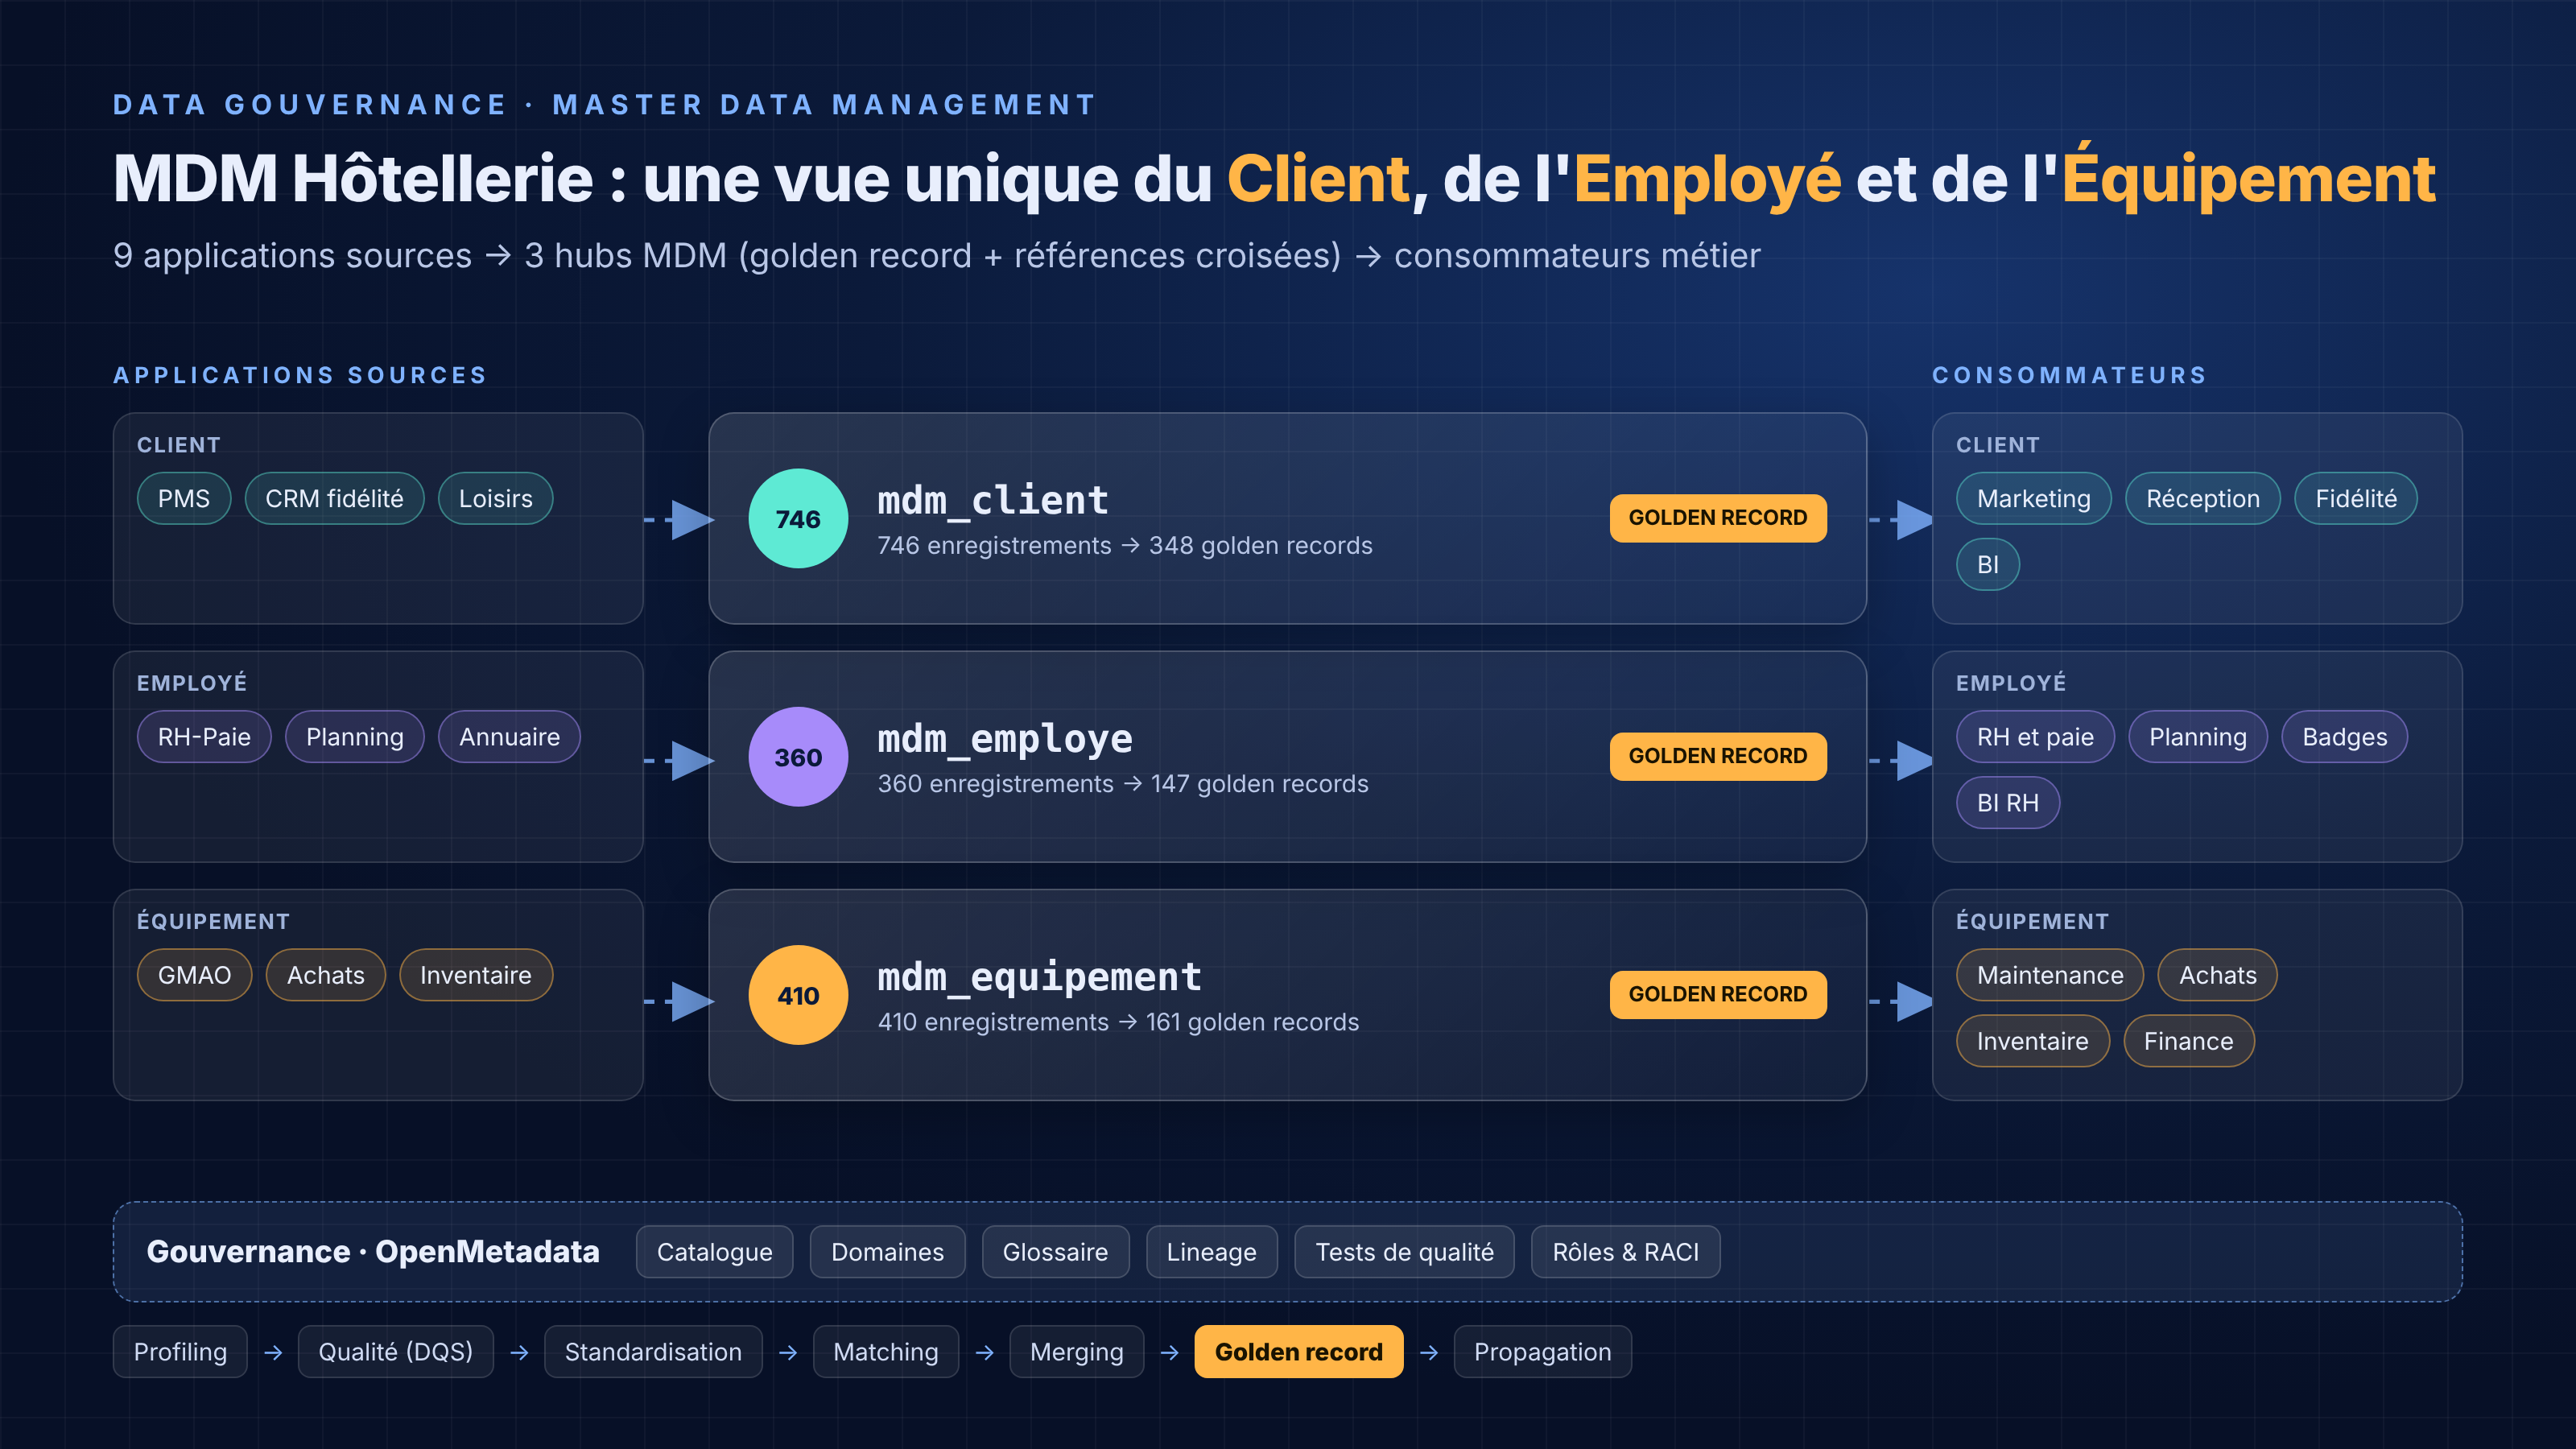 DATA GOUVERNANCE · MASTER DATA MANAGEMENT
MDM Hôtellerie : une vue unique du Client, de l'Employé et de l'Équipement
9 applications sources → 3 hubs MDM (golden record + références croisées) → consommateurs métier
APPLICATIONS SOURCES
CLIENT
PMS CRM fidélité Loisirs
EMPLOYÉ
RH-Paie Planning Annuaire
ÉQUIPEMENT
GMAO Achats Inventaire
746
mdm_client
746 enregistrements → 348 golden records
GOLDEN RECORD
360
mdm_employe
360 enregistrements → 147 golden records
GOLDEN RECORD
410
mdm_equipement
410 enregistrements → 161 golden records
GOLDEN RECORD
CONSOMMATEURS
CLIENT
Marketing Réception Fidélité
BI
EMPLOYÉ
RH et paie Planning Badges
BI RH
ÉQUIPEMENT
Maintenance Achats
Inventaire Finance
Gouvernance · OpenMetadata Catalogue Domaines Glossaire Lineage Tests de qualité Rôles & RACI
Profiling → Qualité (DQS) → Standardisation → Matching → Merging → Golden record → Propagation